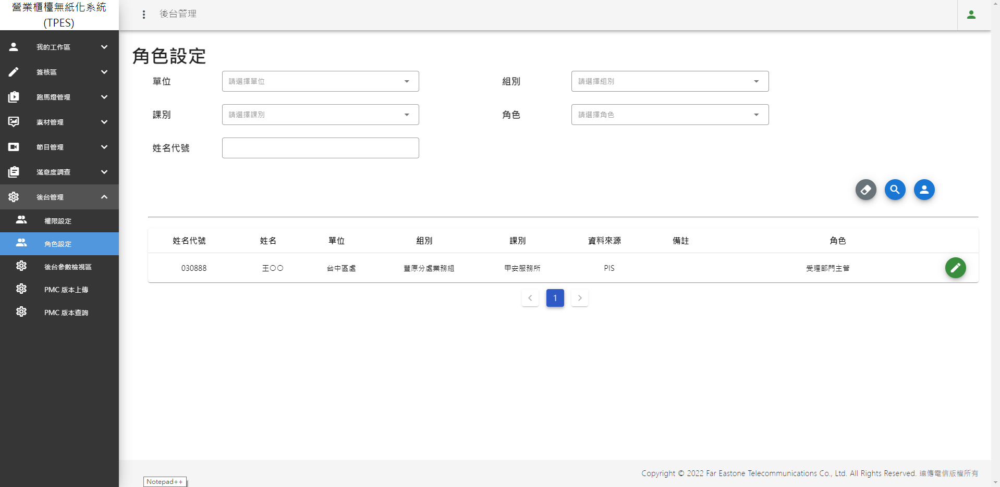 營業櫃檯無紙化系統
(TPES)
後台管理
我的工作區
簽核區
跑馬燈管理
素材管理
節目管理
滿意度調查
後台管理
權限設定
角色設定
後台參數檢視區
PMC 版本上傳
PMC 版本查詢
角色設定
單位 請選擇單位 組別 請選擇組別
課別 請選擇課別 角色 請選擇角色
姓名代號
姓名代號 姓名 單位 組別 課別 資料來源 備註 角色
030888 王〇〇 台中區處 豐原分處業務組 甲安服務所 PIS 受理部門主管
1
Copyright © 2022 Far Eastone Telecommunications Co., Ltd. All Rights Reserved. 遠傳電信版權所有
Notepad++